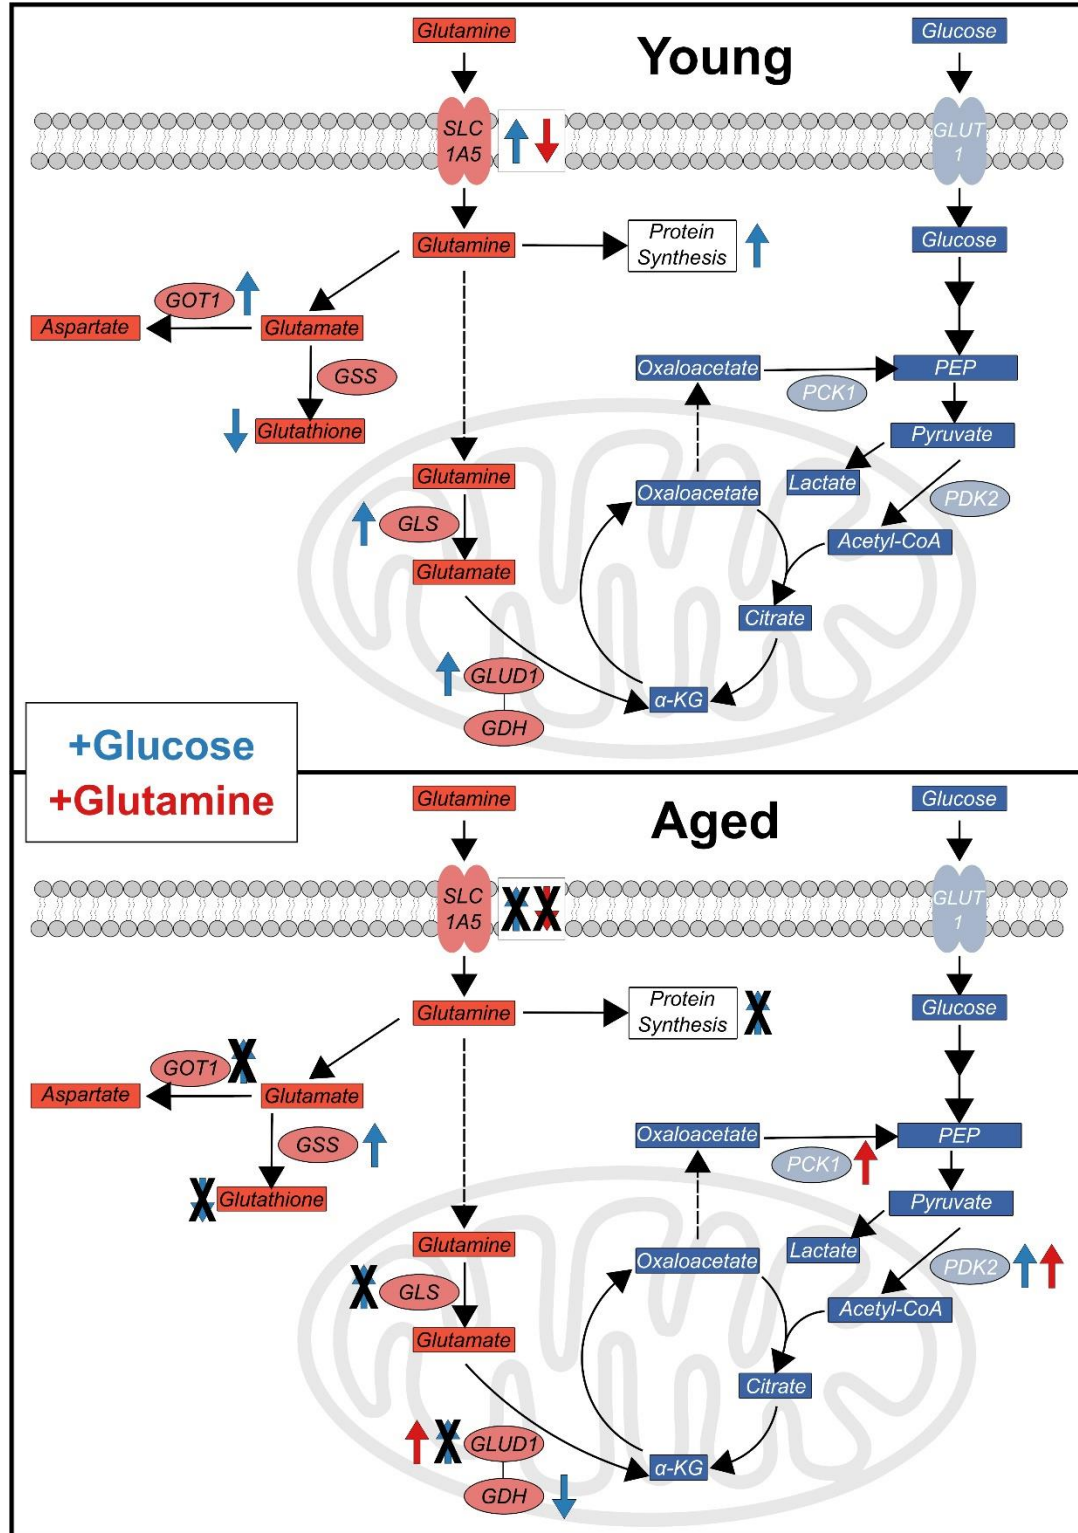 Glutamine
Young
Glucose
SLC
1A5
GLUT
1
Glutamine
Protein
Synthesis
Glucose
GOT1
Aspartate
Glutamate
GSS
Glutathione
Oxaloacetate
PEP
PCK1
Pyruvate
Glutamine
Oxaloacetate
Lactate
PDK2
GLS
Acetyl-CoA
Glutamate
Citrate
GLUD1
α-KG
GDH
+Glucose
+Glutamine
Glutamine
Aged
Glucose
SLC
1A5
GLUT
1
Glutamine
Protein
Synthesis
Glucose
GOT1
Aspartate
Glutamate
GSS
Glutathione
Oxaloacetate
PEP
PCK1
Pyruvate
Glutamine
Oxaloacetate
Lactate
PDK2
GLS
Acetyl-CoA
Glutamate
Citrate
GLUD1
α-KG
GDH